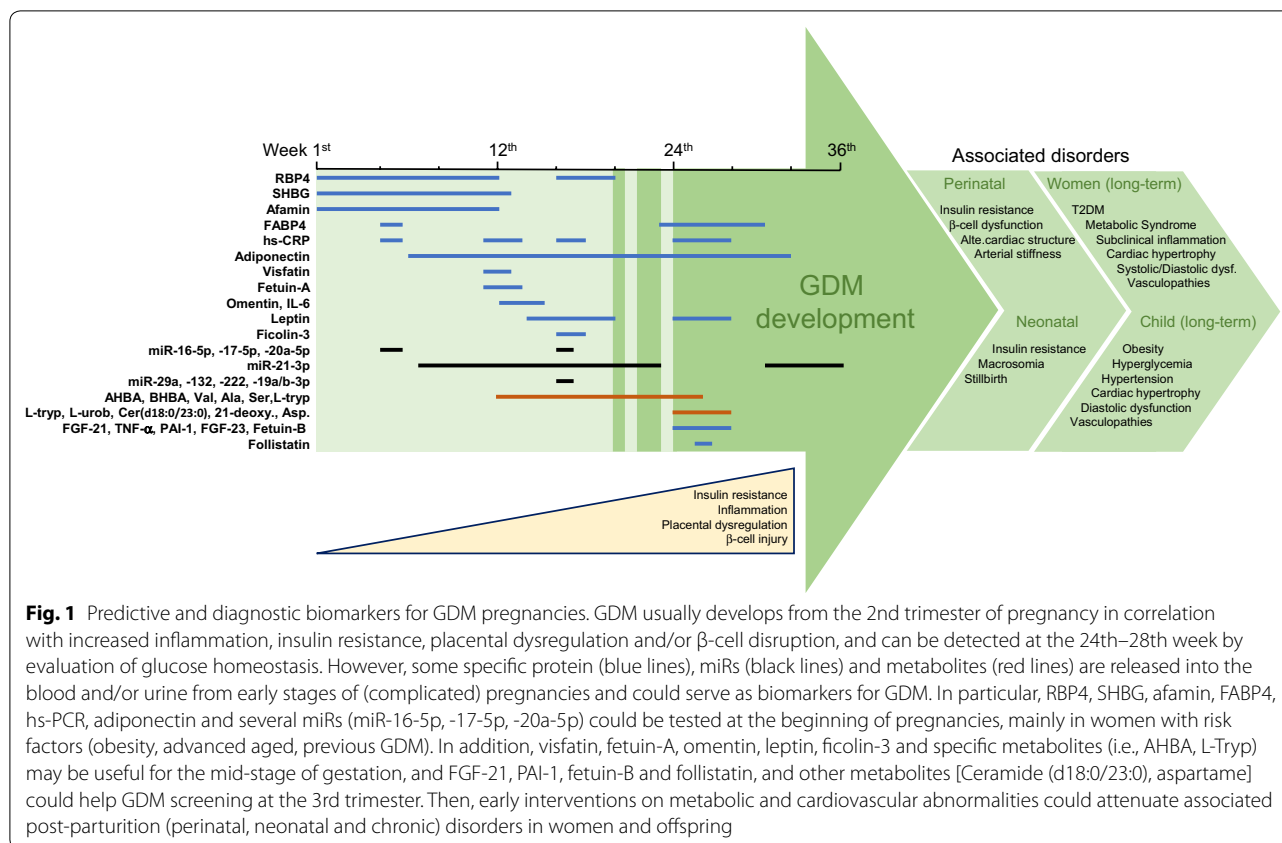 Week 1st 12th 24th 36th
RBP4
SHBG
Afamin
FABP4
hs-CRP
Adiponectin
Visfatin
Fetuin-A
Omentin, IL-6
Leptin
Ficolin-3
miR-16-5p, -17-5p, -20a-5p
miR-21-3p
miR-29a, -132, -222, -19a/b-3p
AHBA, BHBA, Val, Ala, Ser,L-tryp
L-tryp, L-urob, Cer(d18:0/23:0), 21-deoxy., Asp.
FGF-21, TNF-α, PAI-1, FGF-23, Fetuin-B
Follistatin
GDM
development
Insulin resistance
Inflammation
Placental dysregulation
β-cell injury
Associated disorders
Perinatal
Insulin resistance
β-cell dysfunction
Alte.cardiac structure
Arterial stiffness
Women (long-term)
T2DM
Metabolic Syndrome
Subclinical inflammation
Cardiac hypertrophy
Systolic/Diastolic dysf.
Vasculopathies
Neonatal
Insulin resistance
Macrosomia
Stillbirth
Child (long-term)
Obesity
Hyperglycemia
Hypertension
Cardiac hypertrophy
Diastolic dysfunction
Vasculopathies
Fig. 1 Predictive and diagnostic biomarkers for GDM pregnancies. GDM usually develops from the 2nd trimester of pregnancy in correlation
with increased inflammation, insulin resistance, placental dysregulation and/or β-cell disruption, and can be detected at the 24th–28th week by
evaluation of glucose homeostasis. However, some specific protein (blue lines), miRs (black lines) and metabolites (red lines) are released into the
blood and/or urine from early stages of (complicated) pregnancies and could serve as biomarkers for GDM. In particular, RBP4, SHBG, afamin, FABP4,
hs-PCR, adiponectin and several miRs (miR-16-5p, -17-5p, -20a-5p) could be tested at the beginning of pregnancies, mainly in women with risk
factors (obesity, advanced aged, previous GDM). In addition, visfatin, fetuin-A, omentin, leptin, ficolin-3 and specific metabolites (i.e., AHBA, L-Tryp)
may be useful for the mid-stage of gestation, and FGF-21, PAI-1, fetuin-B and follistatin, and other metabolites [Ceramide (d18:0/23:0), aspartame]
could help GDM screening at the 3rd trimester. Then, early interventions on metabolic and cardiovascular abnormalities could attenuate associated
post-parturition (perinatal, neonatal and chronic) disorders in women and offspring